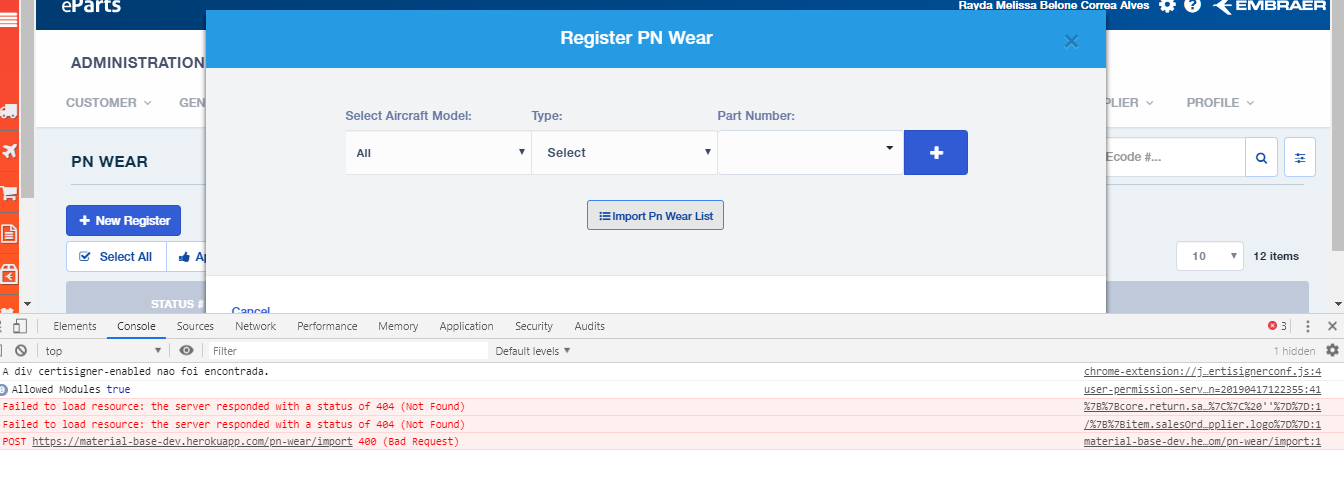 eParts
Rayda Melissa Belone Correa Alves
EMBRAER
Register PN Wear
×
ADMINISTRATION
CUSTOMER
GEN
PLIER
PROFILE
Select Aircraft Model:
Type:
Part Number:
All
Select
+
PN WEAR
Ecode #...
Import Pn Wear List
+ New Register
Select All
Ap
10
12 items
STATUS #
Cancel
Elements Console Sources Network Performance Memory Application Security Audits
3
top
Filter
Default levels
1 hidden
A div certisigner-enabled nao foi encontrada.
chrome-extension://j…ertisignerconf.js:4
Allowed Modules true
user-permission-serv…n=20190417122355:41
Failed to load resource: the server responded with a status of 404 (Not Found)
%7B%7Bcore.return.sa…%7C%7C%20''%7D%7D:1
Failed to load resource: the server responded with a status of 404 (Not Found)
/%7B%7Bitem.salesOrd…pplier.logo%7D%7D:1
POST https://material-base-dev.herokuapp.com/pn-wear/import 400 (Bad Request)
material-base-dev.he…om/pn-wear/import:1